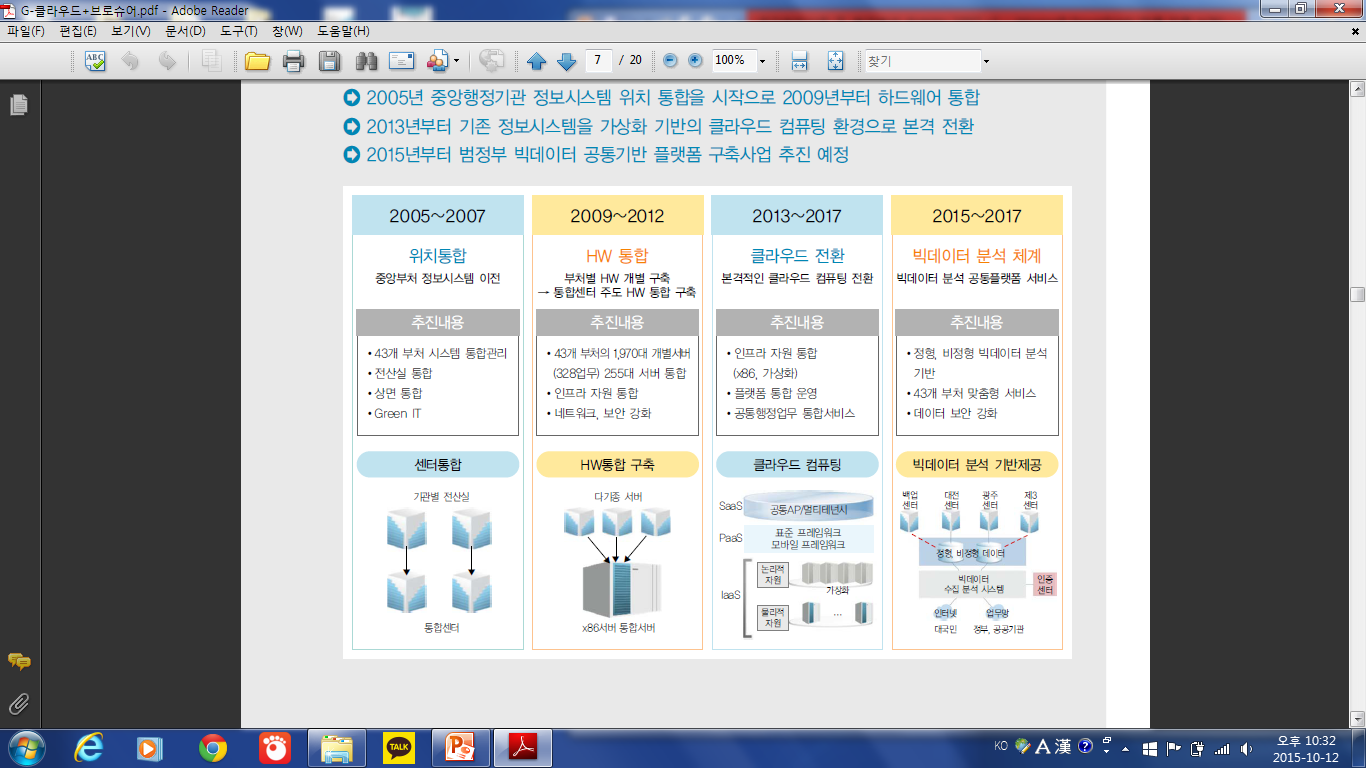 G-클라우드+브로슈어.pdf - Adobe Reader
파일(F) 편집(E) 보기(V) 문서(D) 도구(T) 창(W) 도움말(H)
7 / 20 100% 찾기
2005년 중앙행정기관 정보시스템 위치 통합을 시작으로 2009년부터 하드웨어 통합
2013년부터 기존 정보시스템을 가상화 기반의 클라우드 컴퓨팅 환경으로 본격 전환
2015년부터 범정부 빅데이터 공통기반 플랫폼 구축사업 추진 예정
2005~2007
위치통합
중앙부처 정보시스템 이전
추진내용
• 43개 부처 시스템 통합관리
• 전산실 통합
• 상면 통합
• Green IT
센터통합
기관별 전산실
통합센터
2009~2012
HW 통합
부처별 HW 개별 구축
→ 통합센터 주도 HW 통합 구축
추진내용
• 43개 부처의 1,970대 개별서버
(328업무) 255대 서버 통합
• 인프라 자원 통합
• 네트워크, 보안 강화
HW통합 구축
다기종 서버
x86서버 통합서버
2013~2017
클라우드 전환
본격적인 클라우드 컴퓨팅 전환
추진내용
• 인프라 자원 통합
(x86, 가상화)
• 플랫폼 통합 운영
• 공통행정업무 통합서비스
클라우드 컴퓨팅
SaaS 공통AP/멀티테넌시
PaaS 표준 프레임워크
모바일 프레임워크
IaaS
논리적
자원
가상화
물리적
자원
...
2015~2017
빅데이터 분석 체계
빅데이터 분석 공통플랫폼 서비스
추진내용
• 정형, 비정형 빅데이터 분석
기반
• 43개 부처 맞춤형 서비스
• 데이터 보안 강화
빅데이터 분석 기반제공
백업 대전 광주 제3
센터 센터 센터 센터
정형, 비정형 데이터
빅데이터
수집 분석 시스템
인증
센터
인터넷 업무망
대국민 정부, 공공기관
TALK
KO A 漢
오후 10:32
2015-10-12